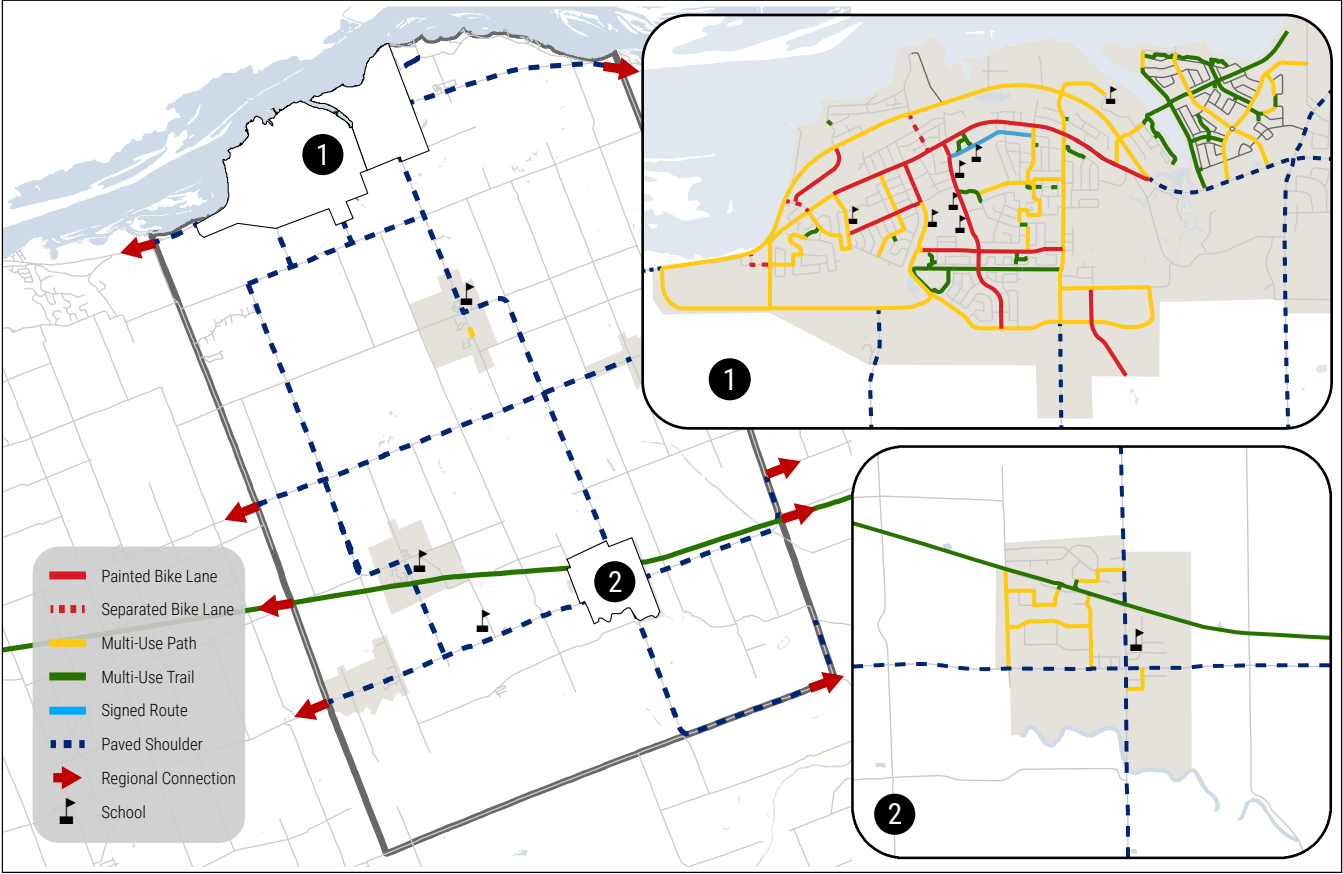 1
2
Painted Bike Lane
Separated Bike Lane
Multi-Use Path
Multi-Use Trail
Signed Route
Paved Shoulder
Regional Connection
School
1
2